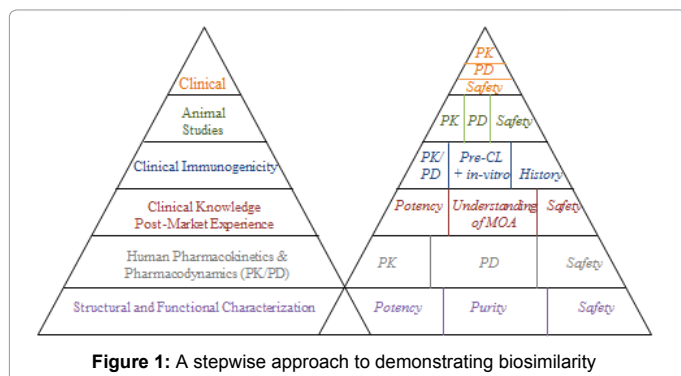 Clinical
Animal
Studies
Clinical Immunogenicity
Clinical Knowledge
Post-Market Experience
Human Pharmacokinetics &
Pharmacodynamics (PK/PD)
Structural and Functional Characterization
PK
PD
Safety
PK PD Safety
PK/
PD
Pre-CL
+ in-vitro
History
Potency
Understanding
of MOA
Safety
PK PD Safety
Potency Purity Safety
Figure 1: A stepwise approach to demonstrating biosimilarity